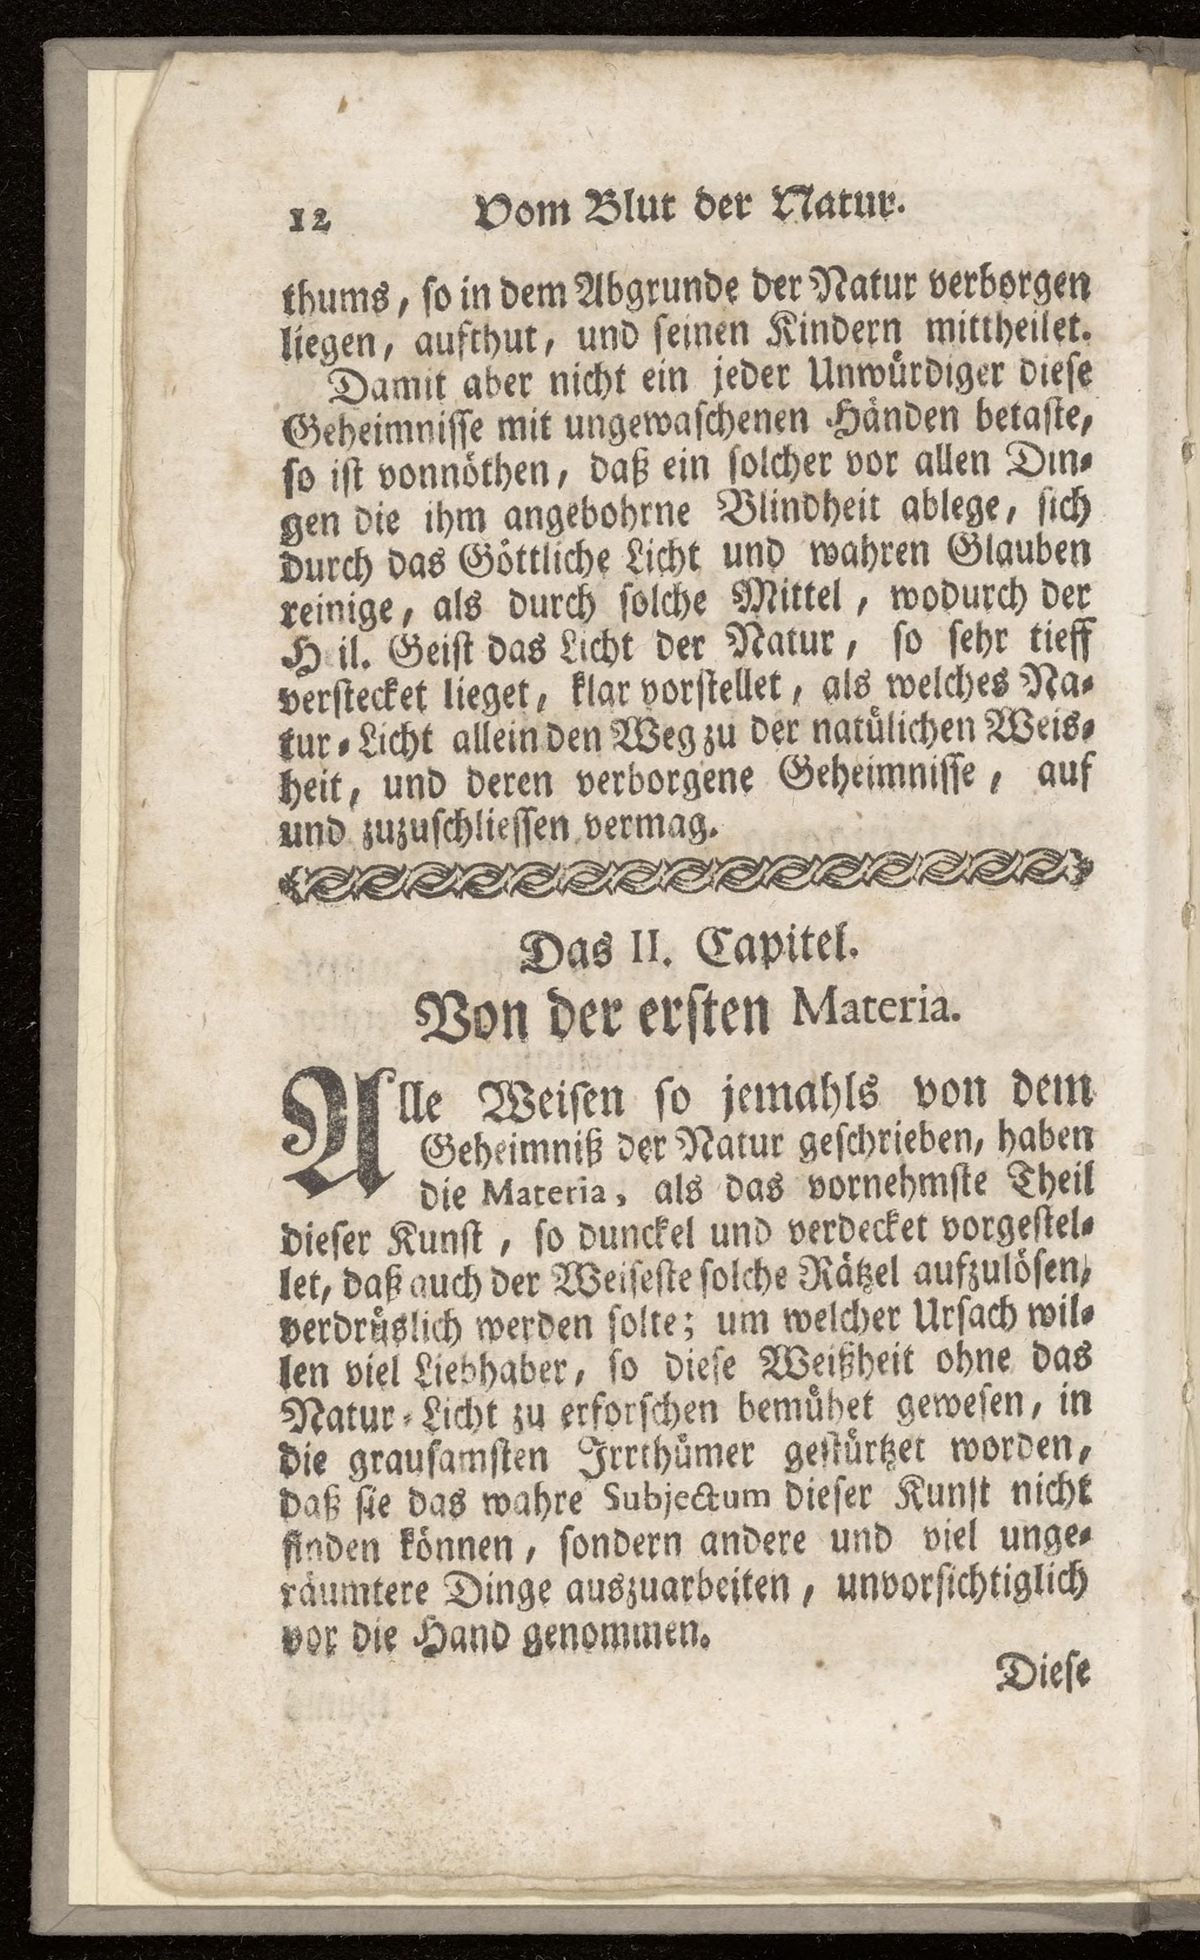 12 Vom Blut der Natur.
thums, so in dem Abgrunde der Natur verborgen
liegen, aufthut, und seinen Kindern mittheilet.
Damit aber nicht ein jeder Unwürdiger diese
Geheimnisse mit ungewaschenen Händen betaste,
so ist vonnöthen, daß ein solcher vor allen Din-
gen die ihm angebohrne Blindheit ablege, sich
durch das Göttliche Licht und wahren Glauben
reinige, als durch solche Mittel, wodurch der
H il. Geist das Licht der Natur, so sehr tieff
verstecket lieget, klar vorstellet, als welches Na-
tur-Licht allein den Weg zu der natülichen Weis-
heit, und deren verborgene Geheimnisse, auf
und zuzuschliessen vermag.
Das II. Capitel.
Von der ersten Materia.
Alle Weisen so jemahls von dem
Geheimniß der Natur geschrieben, haben
die Materia, als das vornehmste Theil
dieser Kunst, so dunckel und verdecket vorgestel-
let, daß auch der Weiseste solche Rätzel aufzulösen,
verdrüslich werden solte; um welcher Ursach wil-
len viel Liebhaber, so diese Weißheit ohne das
Natur-Licht zu erforschen bemühet gewesen, in
die grausamsten Irrthümer gestürtzet worden,
daß sie das wahre Subjectum dieser Kunst nicht
finden können, sondern andere und viel unge-
räumtere Dinge auszuarbeiten, unvorsichtiglich
vor die Hand genommen.
Diese